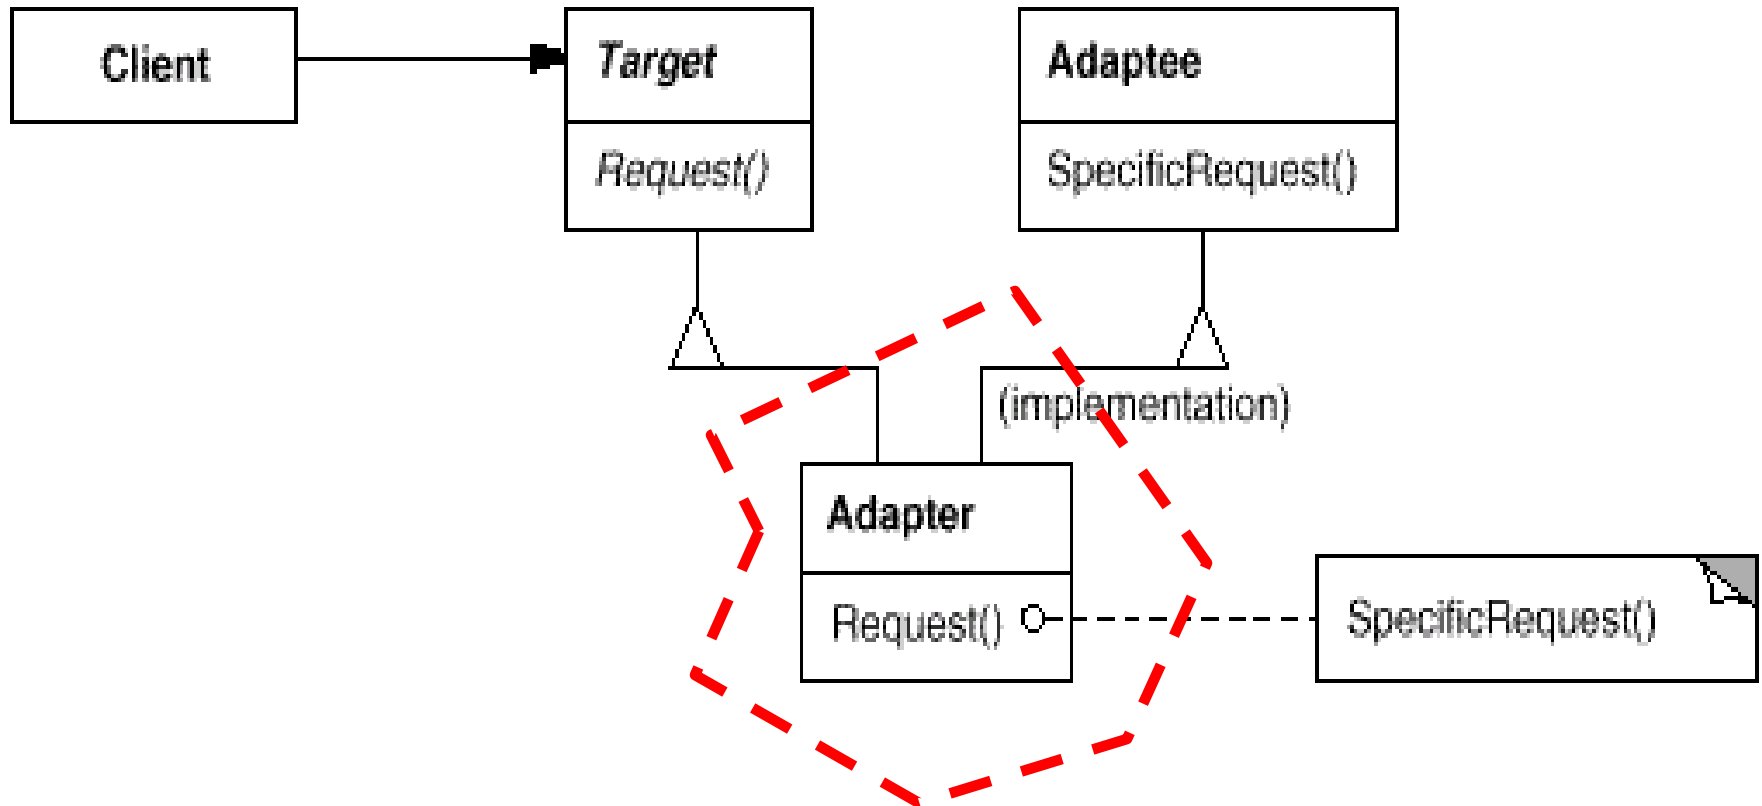 Client
Target
Request()
Adaptee
SpecificRequest()
(implementation)
Adapter
Request()
SpecificRequest()